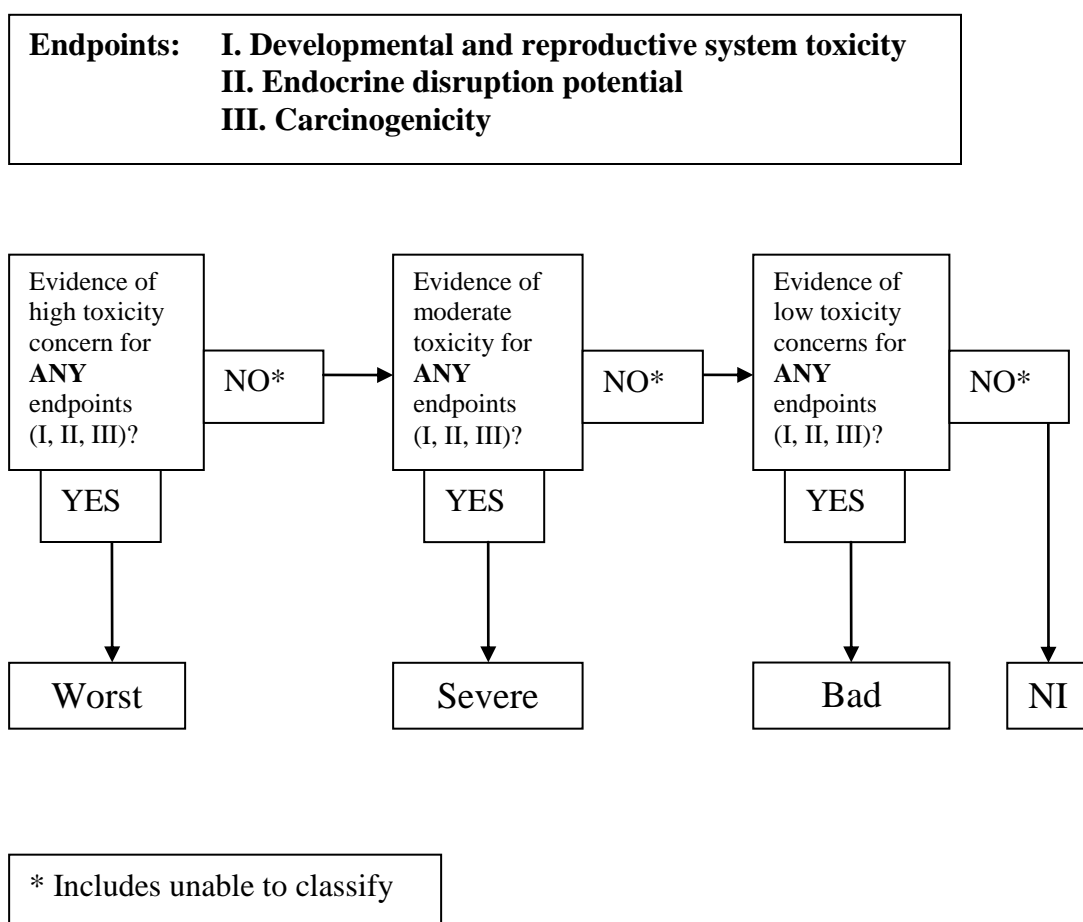 Endpoints: I. Developmental and reproductive system toxicity
II. Endocrine disruption potential
III. Carcinogenicity
Evidence of
high toxicity
concern for
ANY
endpoints
(I, II, III)?
NO*
YES
Worst
Evidence of
moderate
toxicity for
ANY
endpoints
(I, II, III)?
NO*
YES
Severe
Evidence of
low toxicity
concerns for
ANY
endpoints
(I, II, III)?
NO*
YES
Bad
NI
* Includes unable to classify